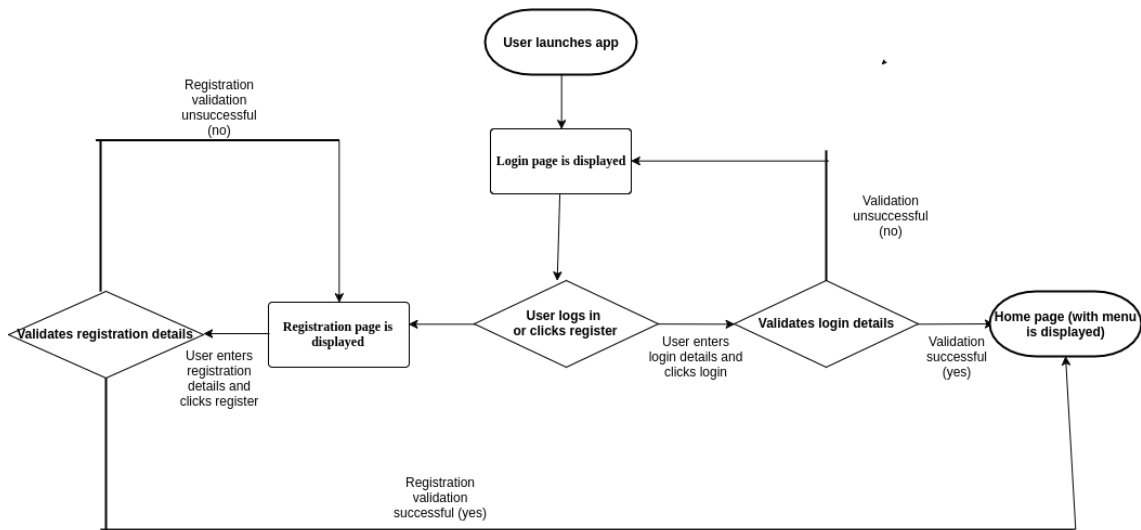 User launches app
Registration
validation
unsuccessful
(no)
Login page is displayed
Validation
unsuccessful
(no)
Validates registration details
User enters
registration
details and
clicks register
Registration page is
displayed
User logs in
or clicks register
User enters
login details and
clicks login
Validates login details
Validation
successful
(yes)
Home page (with menu
is displayed)
Registration
validation
successful (yes)